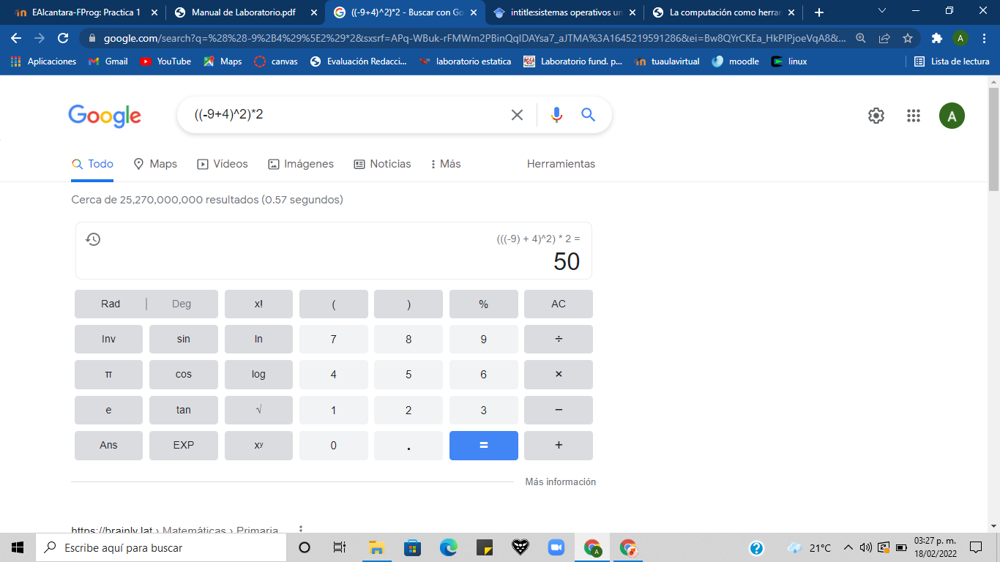 EAlcantara-FProg: Practica 1
Manual de Laboratorio.pdf
((-9+4)^2)*2 - Buscar con Go
intitle:sistemas operativos un
La computación como herrar
google.com/search?q=%28%28-9%2B4%29%5E2%29*2&sxsrf=APq-WBuk-rFMWm2PBinQqIDAYsa7_aJTMA%3A1645219591286&ei=Bw8QYrCKEa_HkPIPjoeVqA8&...
A
Aplicaciones
Gmail
YouTube
Maps
canvas
Evaluación Redacci...
laboratorio estatica
Laboratorio fund. p...
tuaulavirtual
moodle
linux
Lista de lectura
Google
((-9+4)^2)*2
A
Todo
Maps
Vídeos
Imágenes
Noticias
Más
Herramientas
Cerca de 25,270,000,000 resultados (0.57 segundos)
(((-9) + 4)^2) * 2 =
50
Rad | Deg x! ( ) % AC
Inv sin ln 7 8 9 ÷
π cos log 4 5 6 ×
e tan √ 1 2 3 −
Ans EXP xʸ 0 . = +
Más información
https://brainly.lat › Matemáticas › Primaria
Escribe aquí para buscar
21°C
03:27 p. m.
18/02/2022